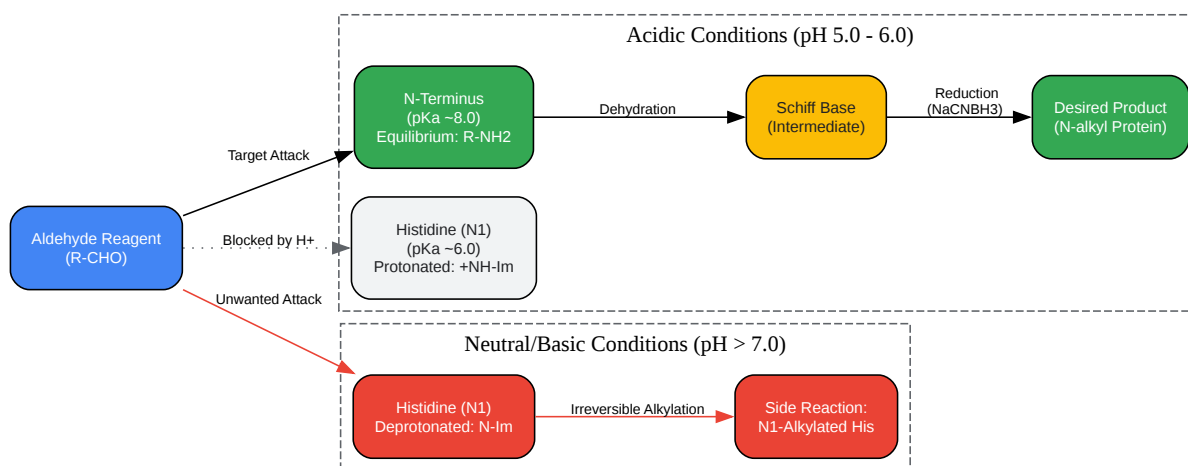 Acidic Conditions (pH 5.0 - 6.0)
N-Terminus
(pKa ~8.0)
Equilibrium: R-NH2
Dehydration
Schiff Base
(Intermediate)
Reduction
(NaCNBH3)
Desired Product
(N-alkyl Protein)
Target Attack
Aldehyde Reagent
(R-CHO)
Blocked by H+
Histidine (N1)
(pKa ~6.0)
Protonated: +NH-Im
Unwanted Attack
Neutral/Basic Conditions (pH > 7.0)
Histidine (N1)
Deprotonated: N-Im
Irreversible Alkylation
Side Reaction:
N1-Alkylated His